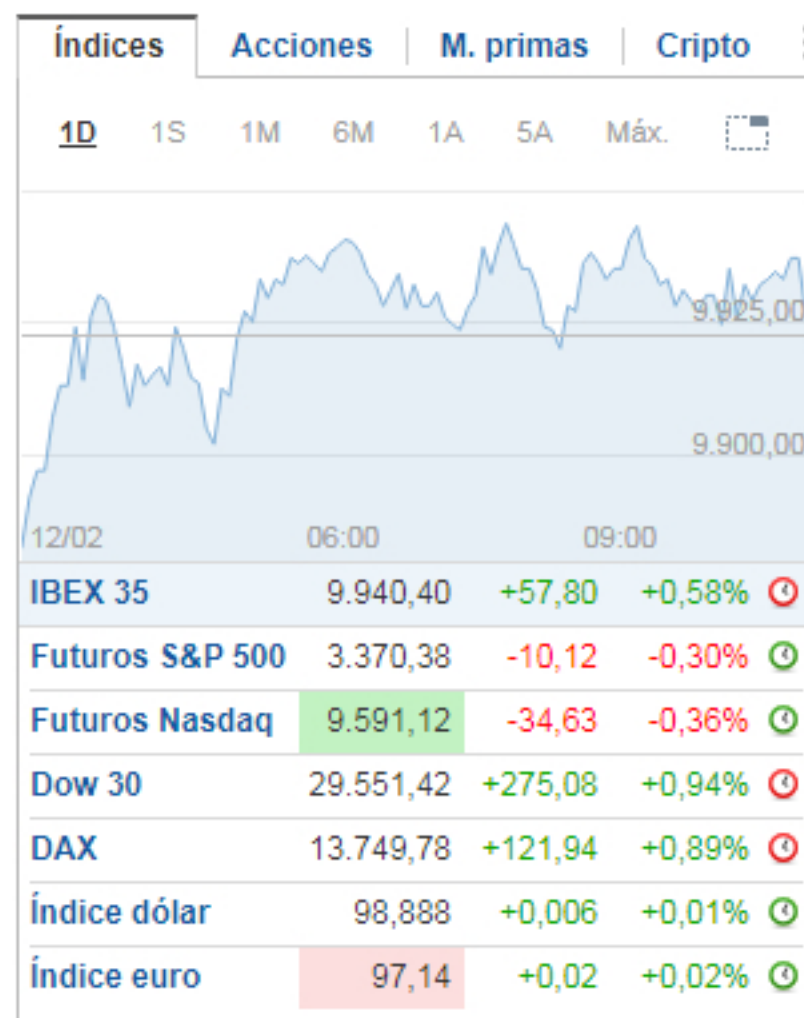 Índices Acciones M. primas Cripto
1D 1S 1M 6M 1A 5A Máx.
9.925,00
9.900,00
12/02 06:00 09:00
IBEX 35 9.940,40 +57,80 +0,58%
Futuros S&P 500 3.370,38 -10,12 -0,30%
Futuros Nasdaq 9.591,12 -34,63 -0,36%
Dow 30 29.551,42 +275,08 +0,94%
DAX 13.749,78 +121,94 +0,89%
Índice dólar 98,888 +0,006 +0,01%
Índice euro 97,14 +0,02 +0,02%